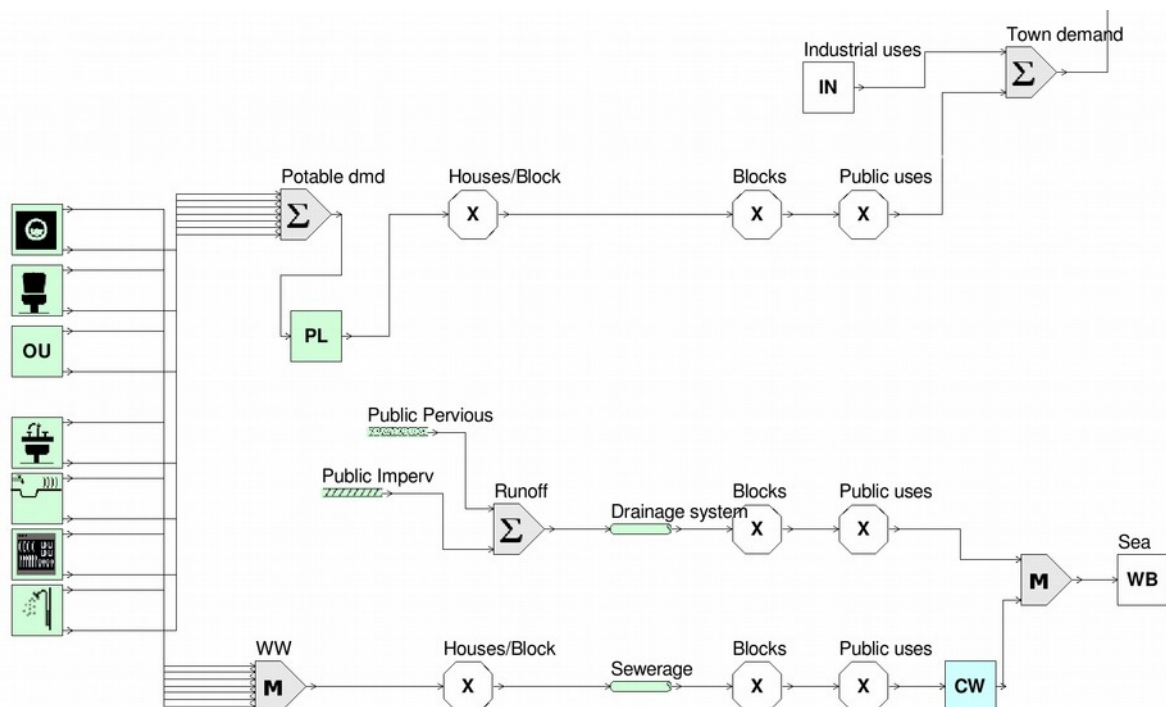 Town demand
Industrial uses
Σ
IN
Potable dmd
Houses/Block
Blocks
Public uses
Σ
X
X
X
PL
OU
Public Pervious
Public Imperv
Runoff
Blocks
Public uses
Drainage system
Σ
X
X
Sea
M
WB
WW
Houses/Block
Blocks
Public uses
Sewerage
M
X
X
X
CW